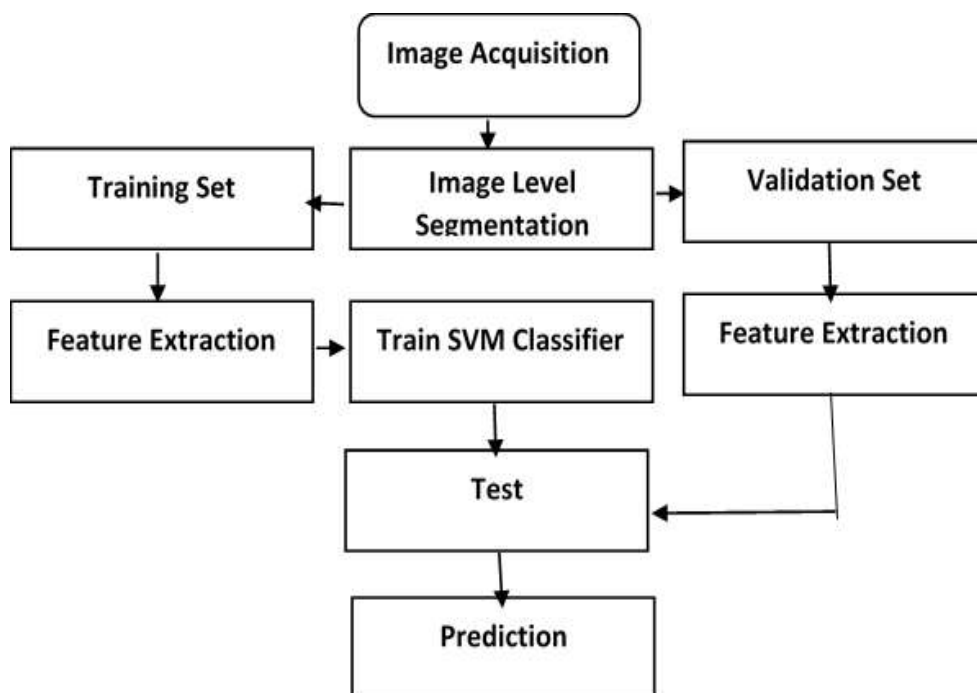 Image Acquisition
Training Set
Image Level
Segmentation
Validation Set
Feature Extraction
Train SVM Classifier
Feature Extraction
Test
Prediction